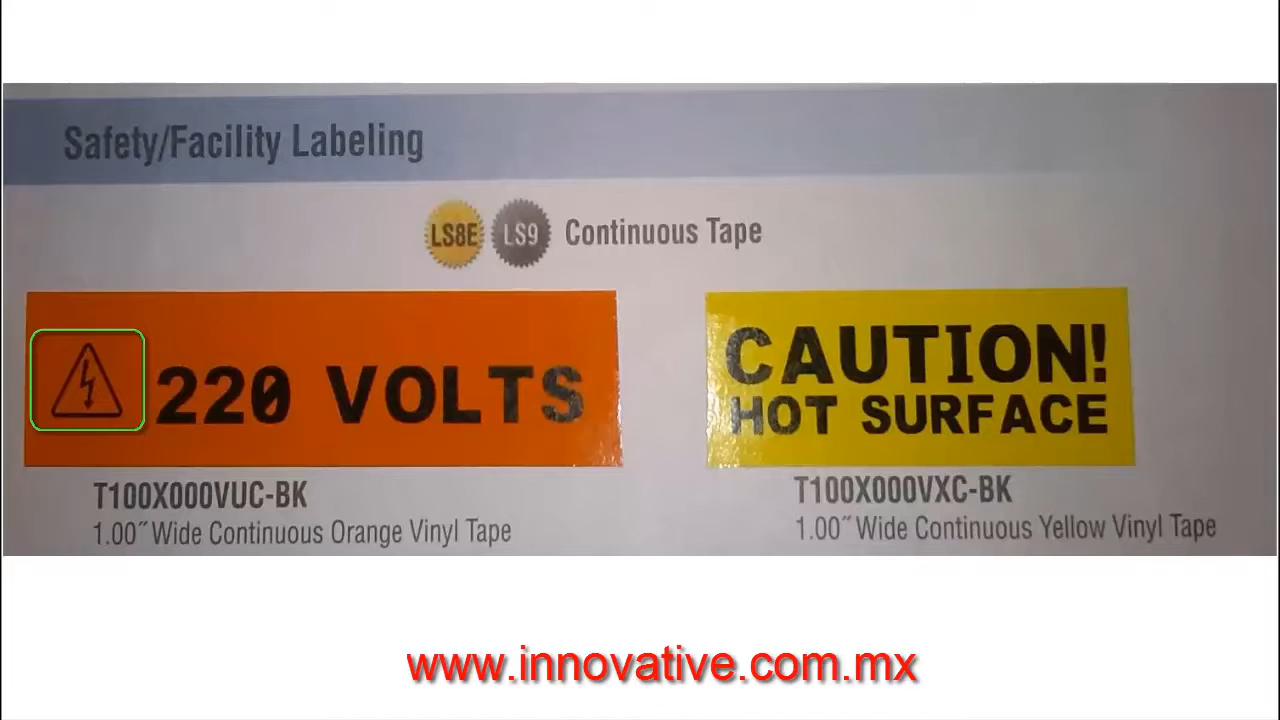 Safety/Facility Labeling
LS8E LS9 Continuous Tape
220 VOLTS
T100X000VUC-BK
1.00˝ Wide Continuous Orange Vinyl Tape
CAUTION!
HOT SURFACE
T100X000VXC-BK
1.00˝ Wide Continuous Yellow Vinyl Tape
www.innovative.com.mx